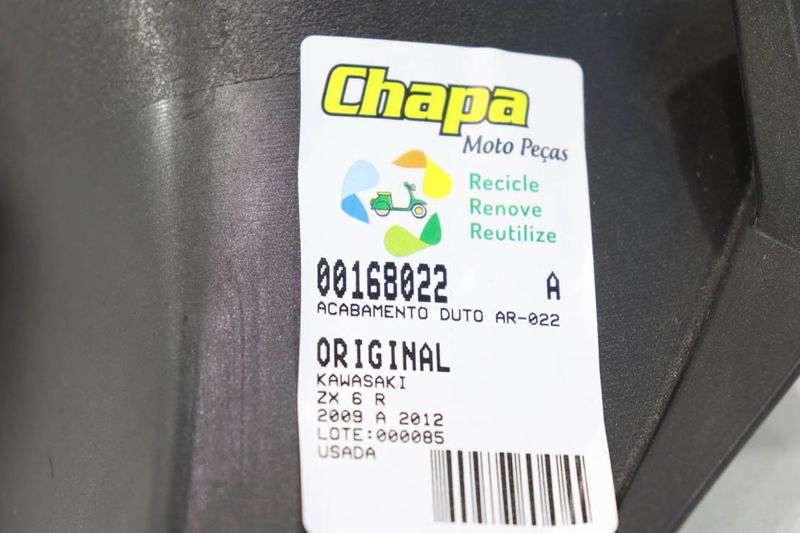 Chapa
Moto Peças
Recicle
Renove
Reutilize
00168022 A
ACABAMENTO DUTO AR-022
ORIGINAL
KAWASAKI
ZX 6 R
2009 A 2012
LOTE:000085
USADA